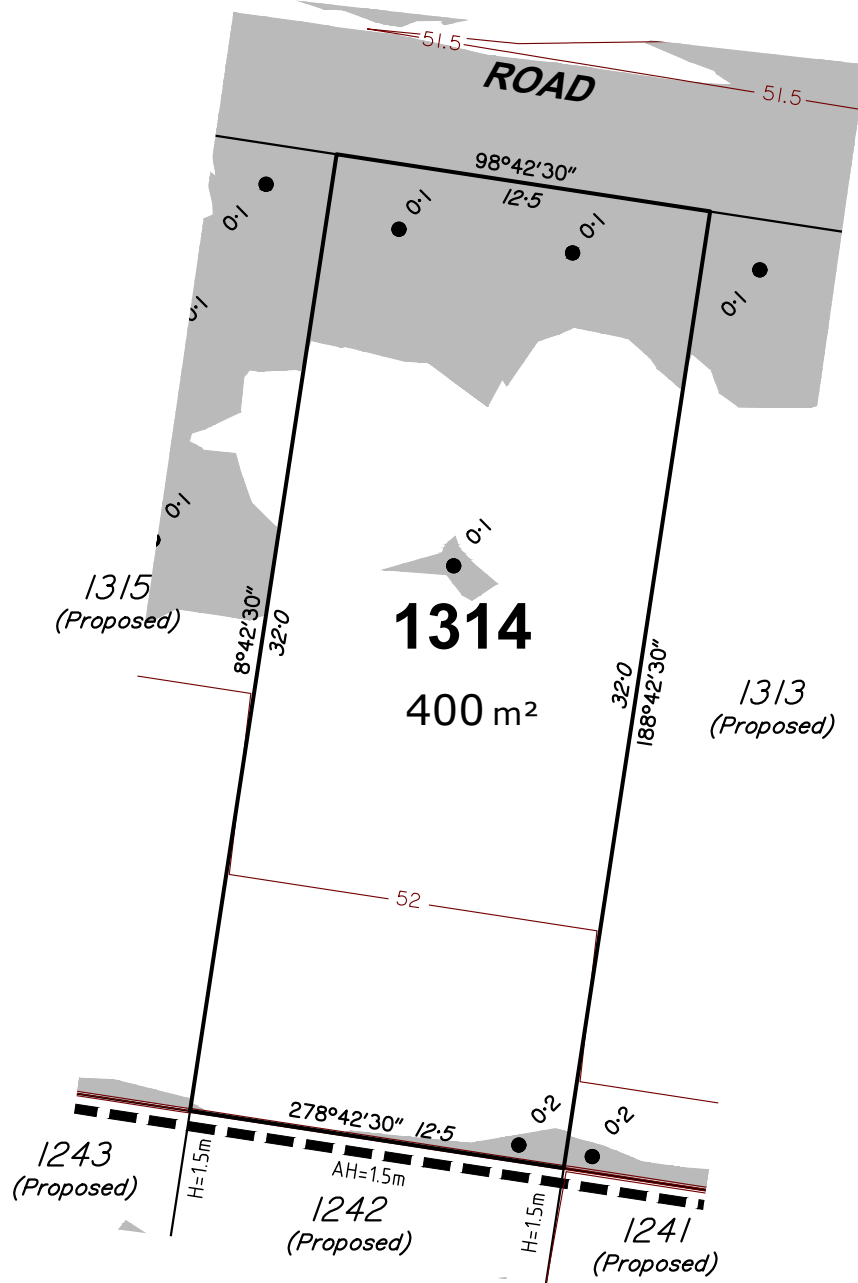 51.5
ROAD
51.5
98°42'30"
12·5
0·1
0·1
0·1
0·1
0·1
0·1
0·1
1315
(Proposed)
8°42'30"
32·0
1314
400 m²
32·0
188°42'30"
1313
(Proposed)
52
278°42'30" 12·5
0·2
0·2
1243
(Proposed)
H=1.5m
AH=1.5m
1242
(Proposed)
H=1.5m
1241
(Proposed)